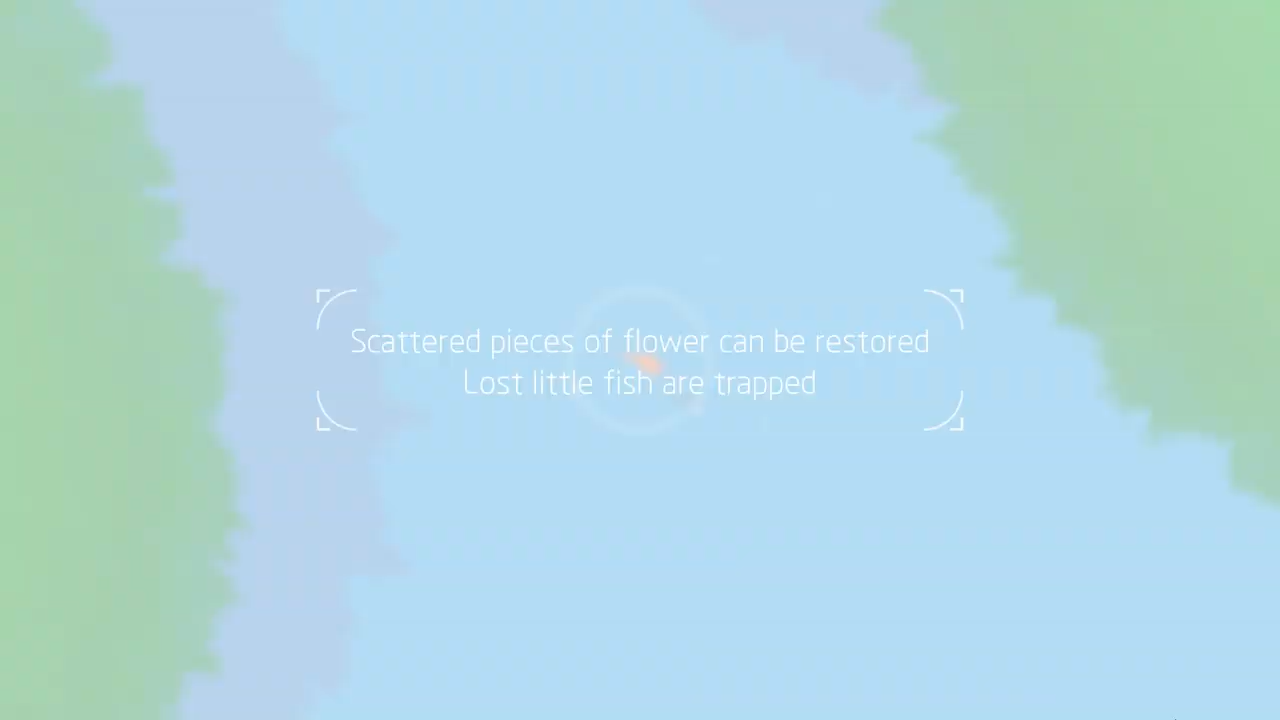 Scattered pieces of flower can be restored
Lost little fish are trapped